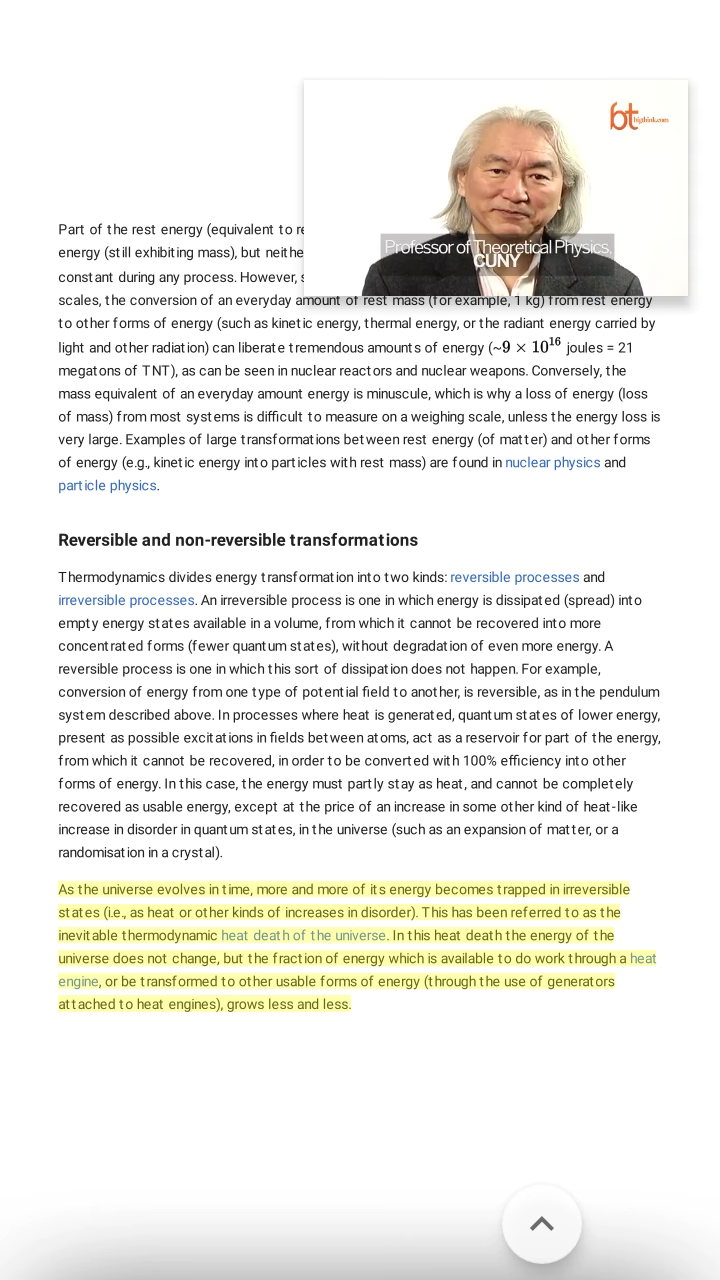 bt
bigthink.com
Professor of Theoretical Physics,
CUNY
Part of the rest energy (equivalent to
energy (still exhibiting mass), but
constant during any process. However,
scales, the conversion of an everyday amount of rest mass (for example, 1 kg) from rest energy
to other forms of energy (such as kinetic energy, thermal energy, or the radiant energy carried by
light and other radiation) can liberate tremendous amounts of energy (~9 × 10¹⁶ joules = 21
megatons of TNT), as can be seen in nuclear reactors and nuclear weapons. Conversely, the
mass equivalent of an everyday amount energy is minuscule, which is why a loss of energy (loss
of mass) from most systems is difficult to measure on a weighing scale, unless the energy loss is
very large. Examples of large transformations between rest energy (of matter) and other forms
of energy (e.g., kinetic energy into particles with rest mass) are found in nuclear physics and
particle physics.
Reversible and non-reversible transformations
Thermodynamics divides energy transformation into two kinds: reversible processes and
irreversible processes. An irreversible process is one in which energy is dissipated (spread) into
empty energy states available in a volume, from which it cannot be recovered into more
concentrated forms (fewer quantum states), without degradation of even more energy. A
reversible process is one in which this sort of dissipation does not happen. For example,
conversion of energy from one type of potential field to another, is reversible, as in the pendulum
system described above. In processes where heat is generated, quantum states of lower energy,
present as possible excitations in fields between atoms, act as a reservoir for part of the energy,
from which it cannot be recovered, in order to be converted with 100% efficiency into other
forms of energy. In this case, the energy must partly stay as heat, and cannot be completely
recovered as usable energy, except at the price of an increase in some other kind of heat-like
increase in disorder in quantum states, in the universe (such as an expansion of matter, or a
randomisation in a crystal).
As the universe evolves in time, more and more of its energy becomes trapped in irreversible
states (i.e., as heat or other kinds of increases in disorder). This has been referred to as the
inevitable thermodynamic heat death of the universe. In this heat death the energy of the
universe does not change, but the fraction of energy which is available to do work through a heat
engine, or be transformed to other usable forms of energy (through the use of generators
attached to heat engines), grows less and less.